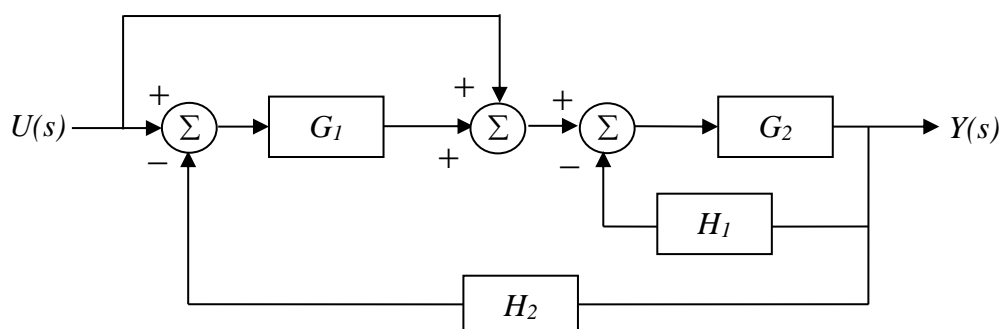 + + +
U(s) Σ G1 Σ Σ G2 Y(s)
− + −
H1
H2